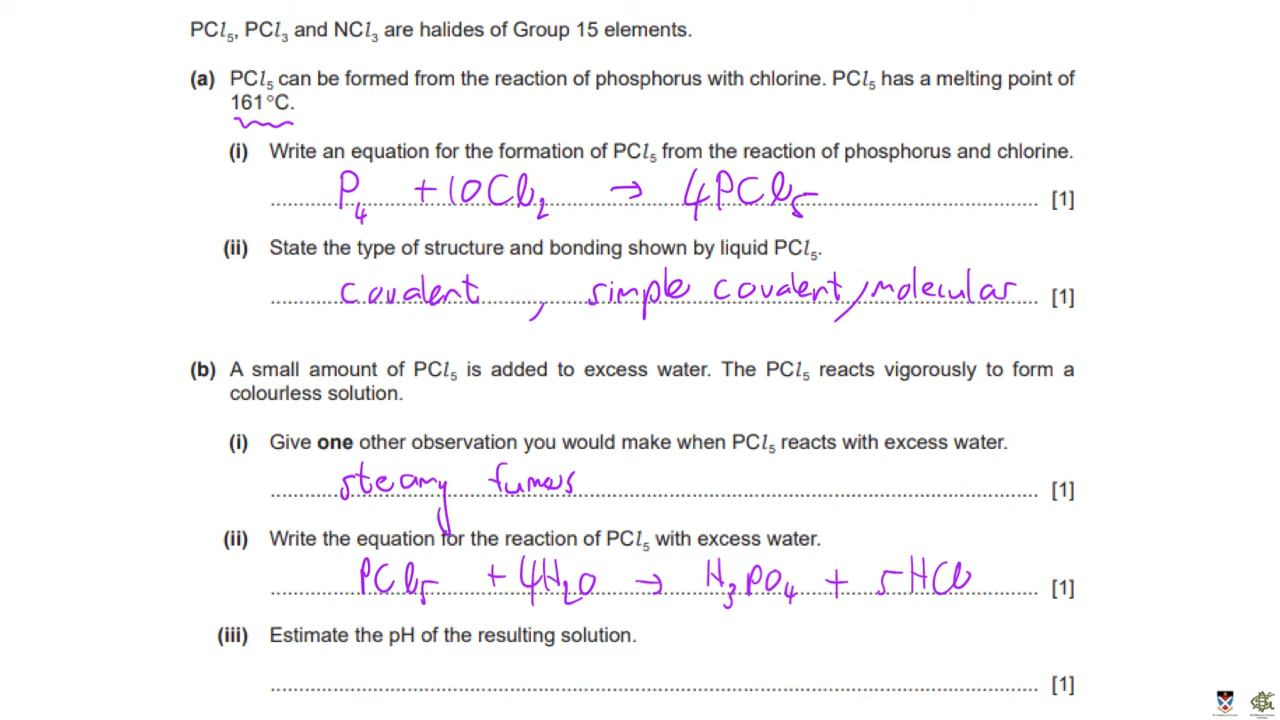 PCl₅, PCl₃ and NCl₃ are halides of Group 15 elements.
(a) PCl₅ can be formed from the reaction of phosphorus with chlorine. PCl₅ has a melting point of
161°C.
(i) Write an equation for the formation of PCl₅ from the reaction of phosphorus and chlorine.
P₄ + 10Cl₂ → 4PCl₅ [1]
(ii) State the type of structure and bonding shown by liquid PCl₅.
covalent , simple covalent/molecular [1]
(b) A small amount of PCl₅ is added to excess water. The PCl₅ reacts vigorously to form a
colourless solution.
(i) Give one other observation you would make when PCl₅ reacts with excess water.
steamy fumes [1]
(ii) Write the equation for the reaction of PCl₅ with excess water.
PCl₅ + 4H₂O → H₃PO₄ + 5HCl [1]
(iii) Estimate the pH of the resulting solution.
[1]